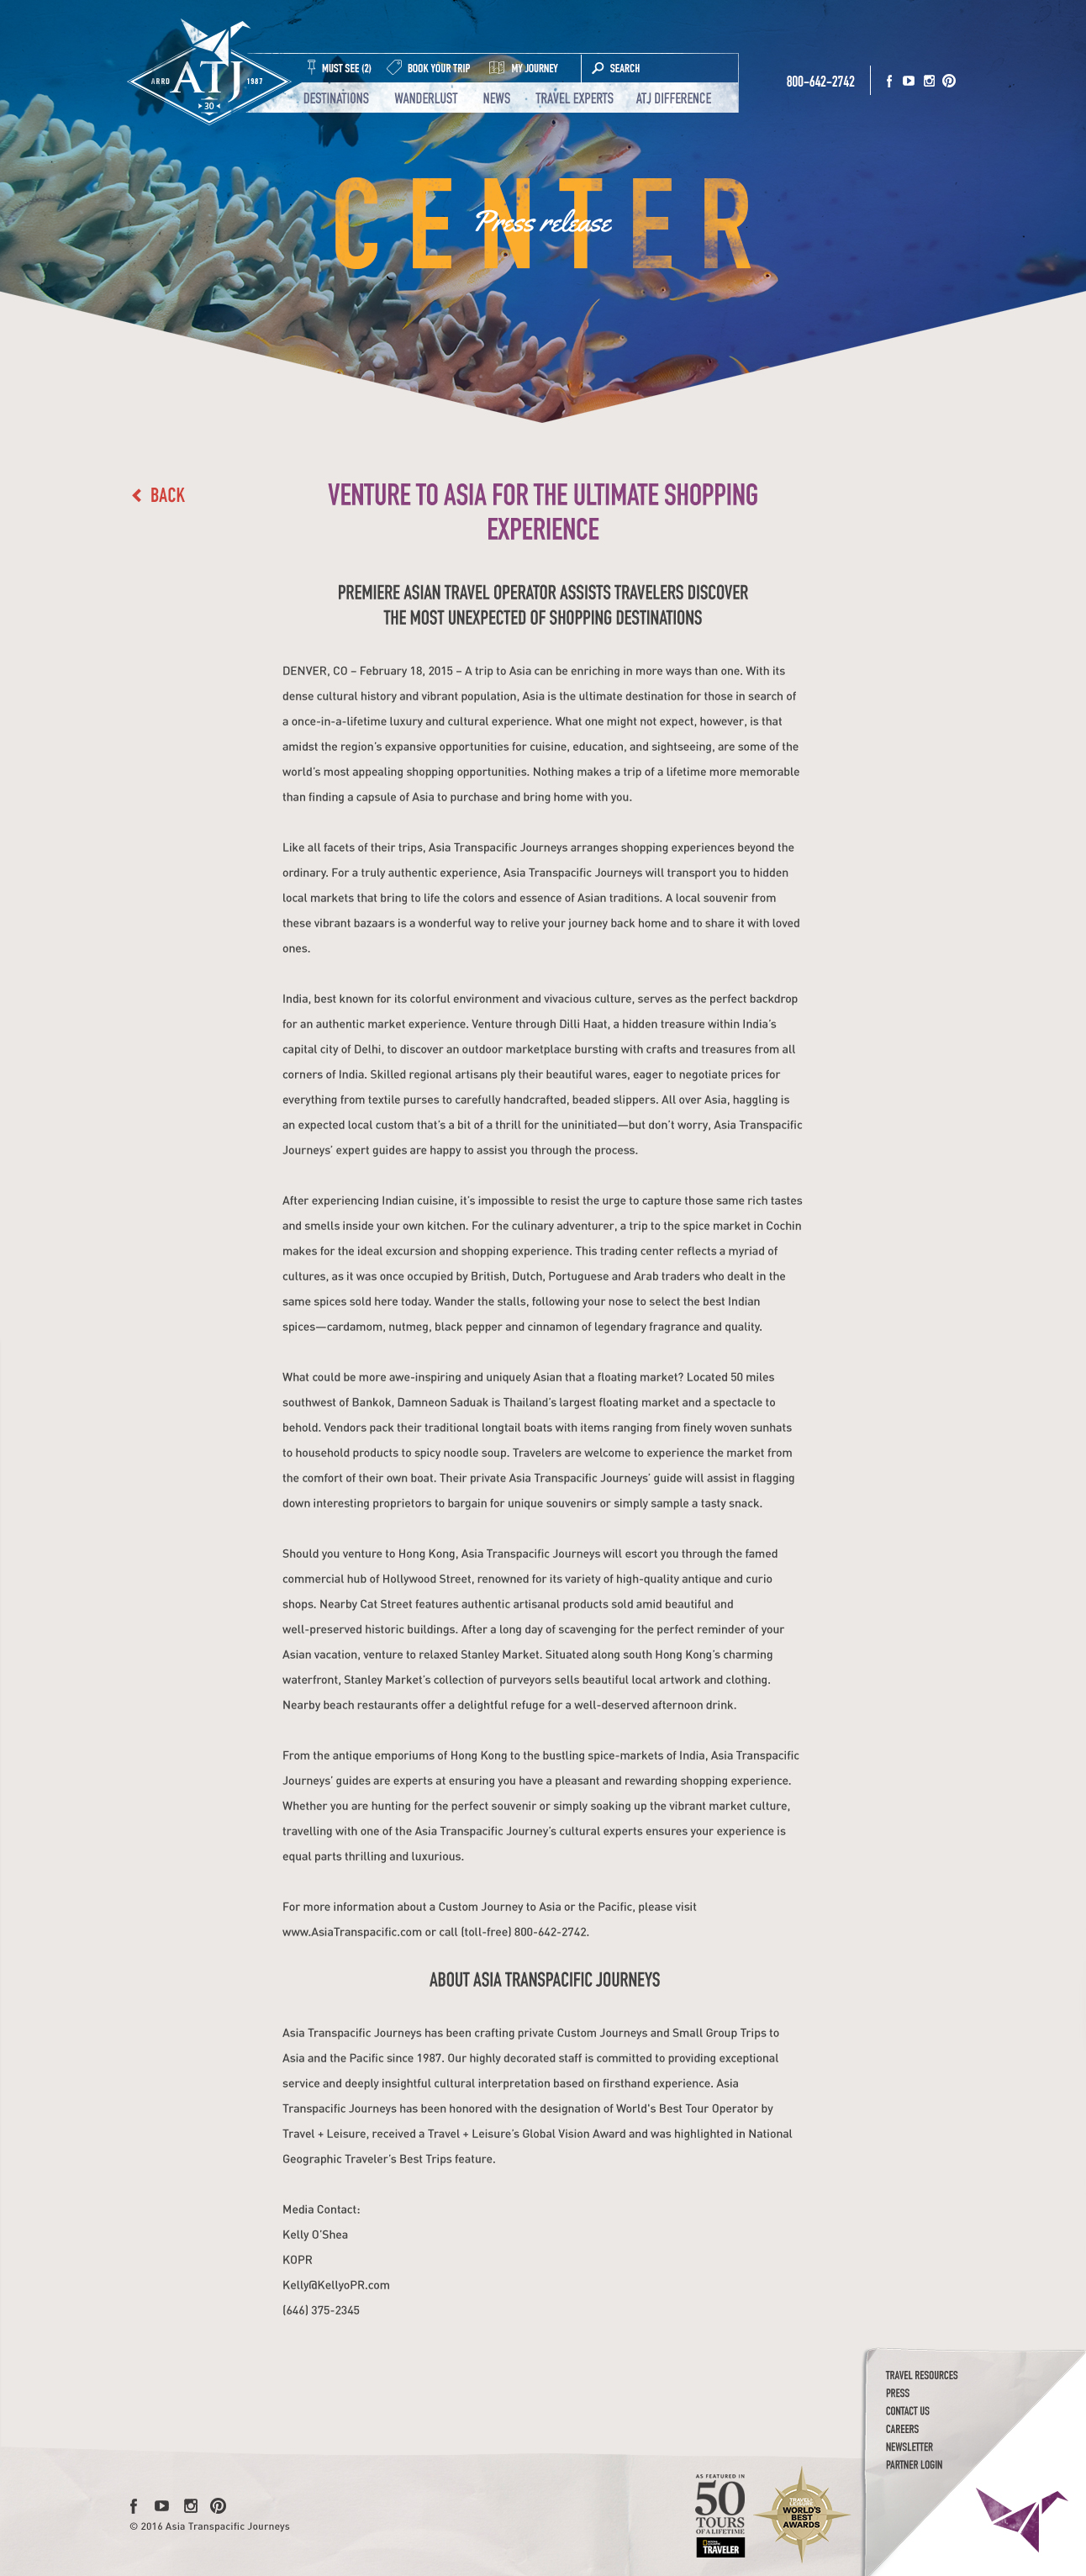 ARRD
ATJ
1987
30
MUST SEE (2)
BOOK YOUR TRIP
MY JOURNEY
SEARCH
800-642-2742
DESTINATIONS
WANDERLUST
NEWS
TRAVEL EXPERTS
ATJ DIFFERENCE
CENTER
Press release
BACK
VENTURE TO ASIA FOR THE ULTIMATE SHOPPING
EXPERIENCE
PREMIERE ASIAN TRAVEL OPERATOR ASSISTS TRAVELERS DISCOVER
THE MOST UNEXPECTED OF SHOPPING DESTINATIONS
DENVER, CO – February 18, 2015 – A trip to Asia can be enriching in more ways than one. With its
dense cultural history and vibrant population, Asia is the ultimate destination for those in search of
a once-in-a-lifetime luxury and cultural experience. What one might not expect, however, is that
amidst the region’s expansive opportunities for cuisine, education, and sightseeing, are some of the
world’s most appealing shopping opportunities. Nothing makes a trip of a lifetime more memorable
than finding a capsule of Asia to purchase and bring home with you.
Like all facets of their trips, Asia Transpacific Journeys arranges shopping experiences beyond the
ordinary. For a truly authentic experience, Asia Transpacific Journeys will transport you to hidden
local markets that bring to life the colors and essence of Asian traditions. A local souvenir from
these vibrant bazaars is a wonderful way to relive your journey back home and to share it with loved
ones.
India, best known for its colorful environment and vivacious culture, serves as the perfect backdrop
for an authentic market experience. Venture through Dilli Haat, a hidden treasure within India’s
capital city of Delhi, to discover an outdoor marketplace bursting with crafts and treasures from all
corners of India. Skilled regional artisans ply their beautiful wares, eager to negotiate prices for
everything from textile purses to carefully handcrafted, beaded slippers. All over Asia, haggling is
an expected local custom that’s a bit of a thrill for the uninitiated—but don’t worry, Asia Transpacific
Journeys’ expert guides are happy to assist you through the process.
After experiencing Indian cuisine, it’s impossible to resist the urge to capture those same rich tastes
and smells inside your own kitchen. For the culinary adventurer, a trip to the spice market in Cochin
makes for the ideal excursion and shopping experience. This trading center reflects a myriad of
cultures, as it was once occupied by British, Dutch, Portuguese and Arab traders who dealt in the
same spices sold here today. Wander the stalls, following your nose to select the best Indian
spices—cardamom, nutmeg, black pepper and cinnamon of legendary fragrance and quality.
What could be more awe-inspiring and uniquely Asian that a floating market? Located 50 miles
southwest of Bankok, Damneon Saduak is Thailand’s largest floating market and a spectacle to
behold. Vendors pack their traditional longtail boats with items ranging from finely woven sunhats
to household products to spicy noodle soup. Travelers are welcome to experience the market from
the comfort of their own boat. Their private Asia Transpacific Journeys’ guide will assist in flagging
down interesting proprietors to bargain for unique souvenirs or simply sample a tasty snack.
Should you venture to Hong Kong, Asia Transpacific Journeys will escort you through the famed
commercial hub of Hollywood Street, renowned for its variety of high-quality antique and curio
shops. Nearby Cat Street features authentic artisanal products sold amid beautiful and
well-preserved historic buildings. After a long day of scavenging for the perfect reminder of your
Asian vacation, venture to relaxed Stanley Market. Situated along south Hong Kong’s charming
waterfront, Stanley Market’s collection of purveyors sells beautiful local artwork and clothing.
Nearby beach restaurants offer a delightful refuge for a well-deserved afternoon drink.
From the antique emporiums of Hong Kong to the bustling spice-markets of India, Asia Transpacific
Journeys’ guides are experts at ensuring you have a pleasant and rewarding shopping experience.
Whether you are hunting for the perfect souvenir or simply soaking up the vibrant market culture,
travelling with one of the Asia Transpacific Journey’s cultural experts ensures your experience is
equal parts thrilling and luxurious.
For more information about a Custom Journey to Asia or the Pacific, please visit
www.AsiaTranspacific.com or call (toll-free) 800-642-2742.
ABOUT ASIA TRANSPACIFIC JOURNEYS
Asia Transpacific Journeys has been crafting private Custom Journeys and Small Group Trips to
Asia and the Pacific since 1987. Our highly decorated staff is committed to providing exceptional
service and deeply insightful cultural interpretation based on firsthand experience. Asia
Transpacific Journeys has been honored with the designation of World's Best Tour Operator by
Travel + Leisure, received a Travel + Leisure’s Global Vision Award and was highlighted in National
Geographic Traveler’s Best Trips feature.
Media Contact:
Kelly O’Shea
KOPR
Kelly@KellyoPR.com
(646) 375-2345
TRAVEL RESOURCES
PRESS
CONTACT US
CAREERS
NEWSLETTER
PARTNER LOGIN
AS FEATURED IN
50
TOURS
OF A LIFETIME
TRAVELER
TRAVEL+
LEISURE
WORLD'S
BEST
AWARDS
© 2016 Asia Transpacific Journeys